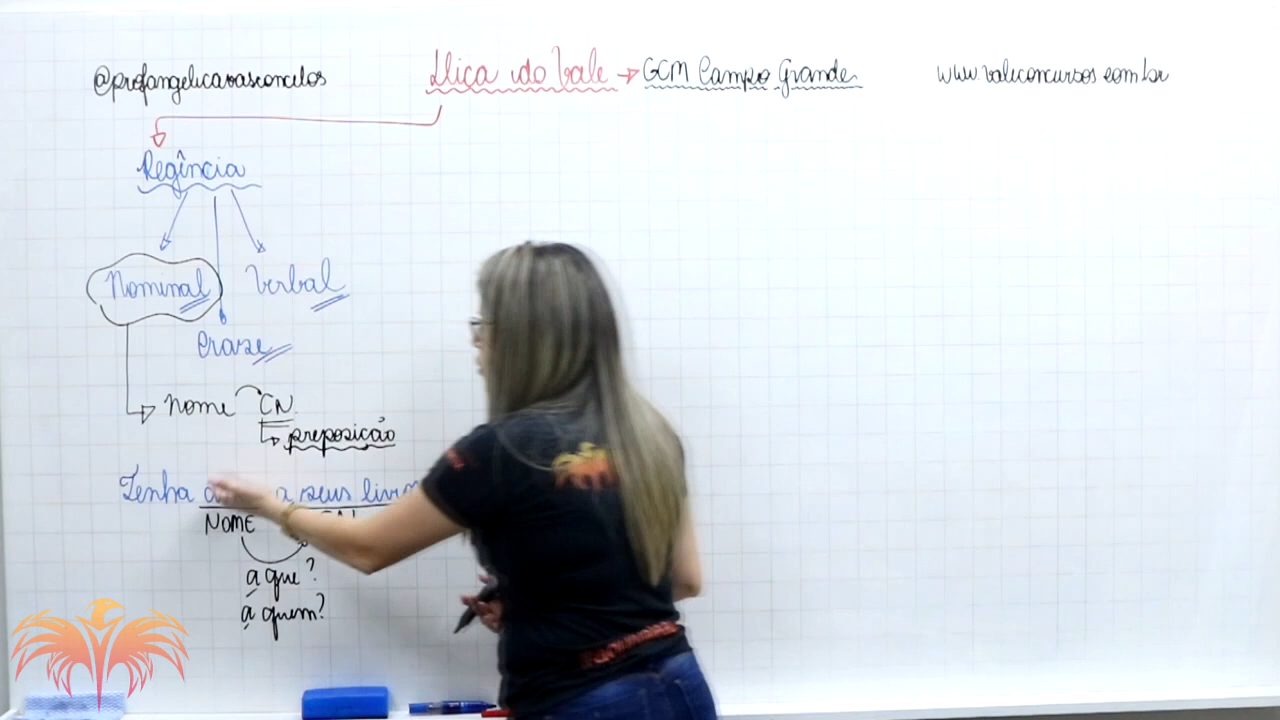 @profangelicavasconcelos
Dica do Vale → GCM Campo Grande
www.valeconcursos.com.br
Regência
Nominal Verbal
Crase
nome CN
preposição
Tenha a seus
NOME
a que?
a quem?